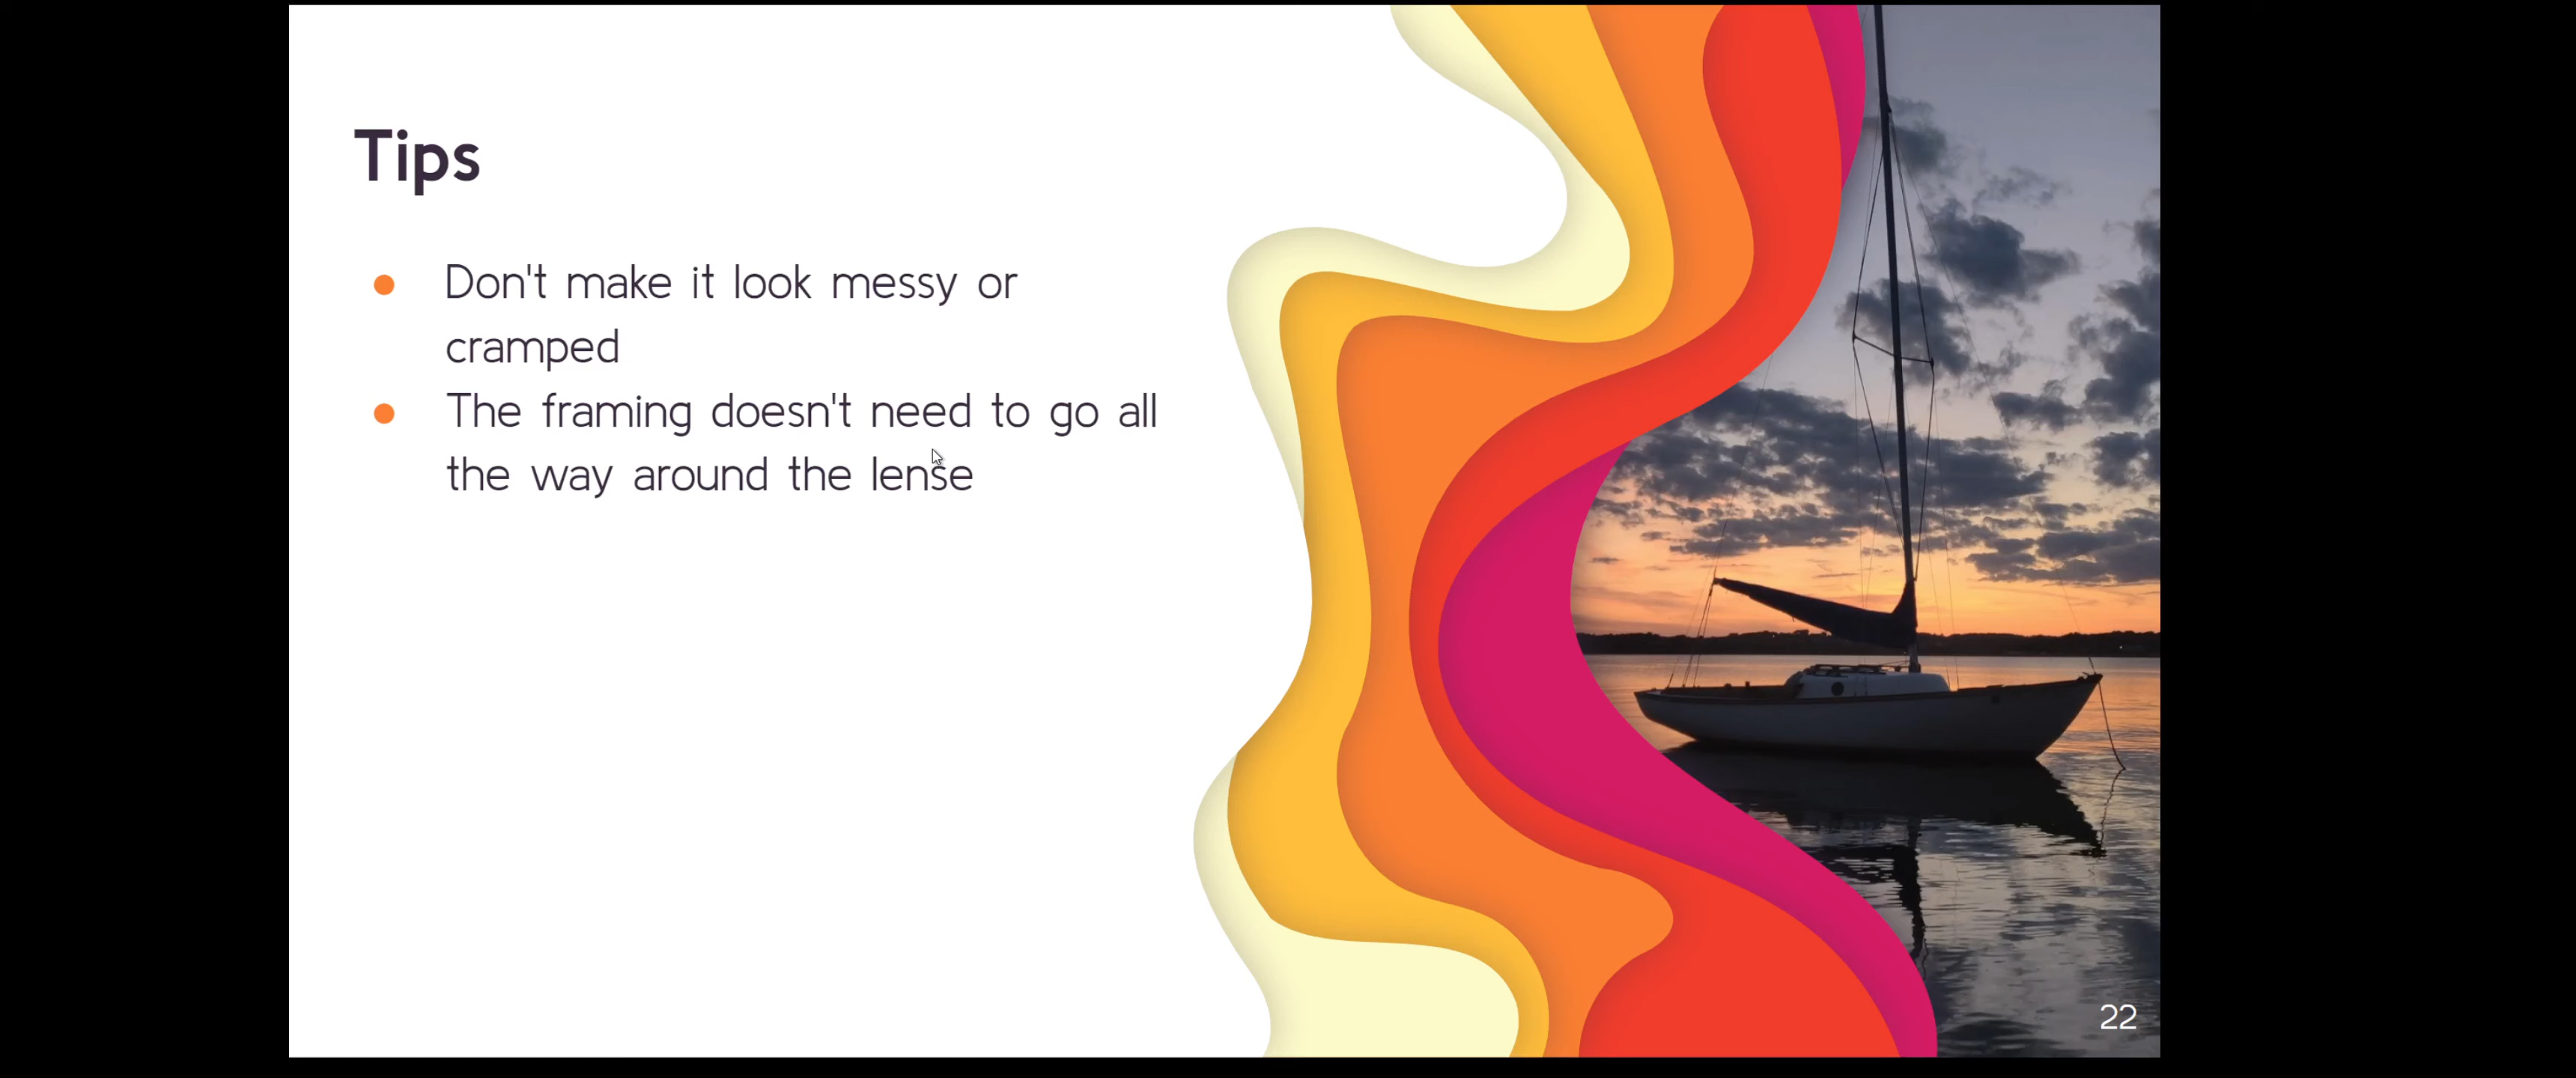 Tips
Don't make it look messy or
cramped
The framing doesn't need to go all
the way around the lense
22